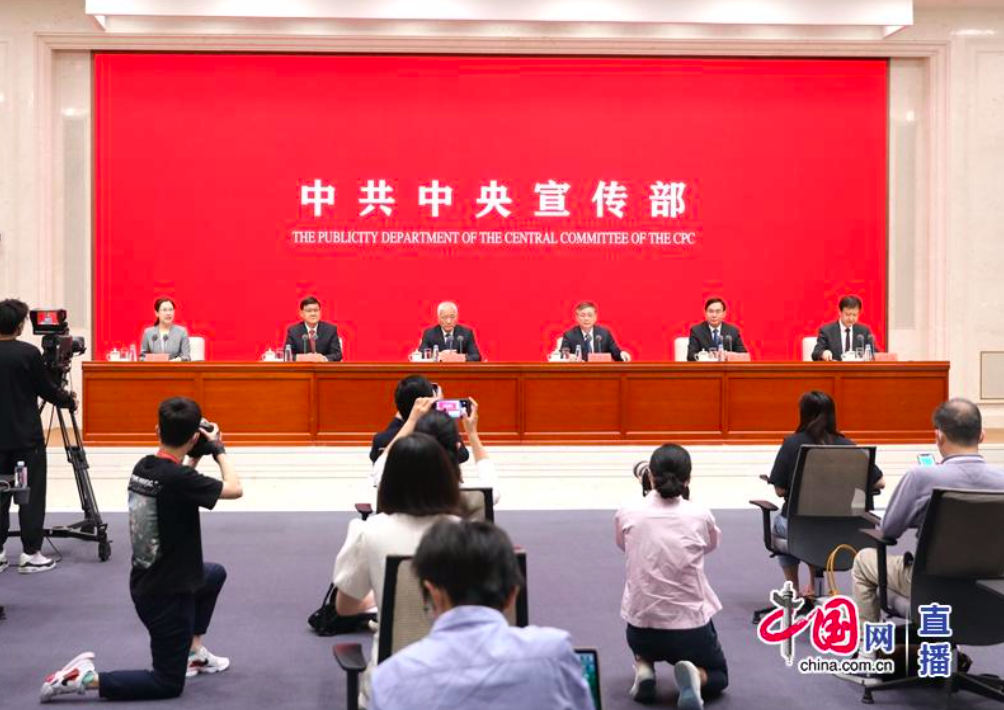 中共中央宣传部
THE PUBLICITY DEPARTMENT OF THE CENTRAL COMMITTEE OF THE CPC
中国网 直播
china.com.cn